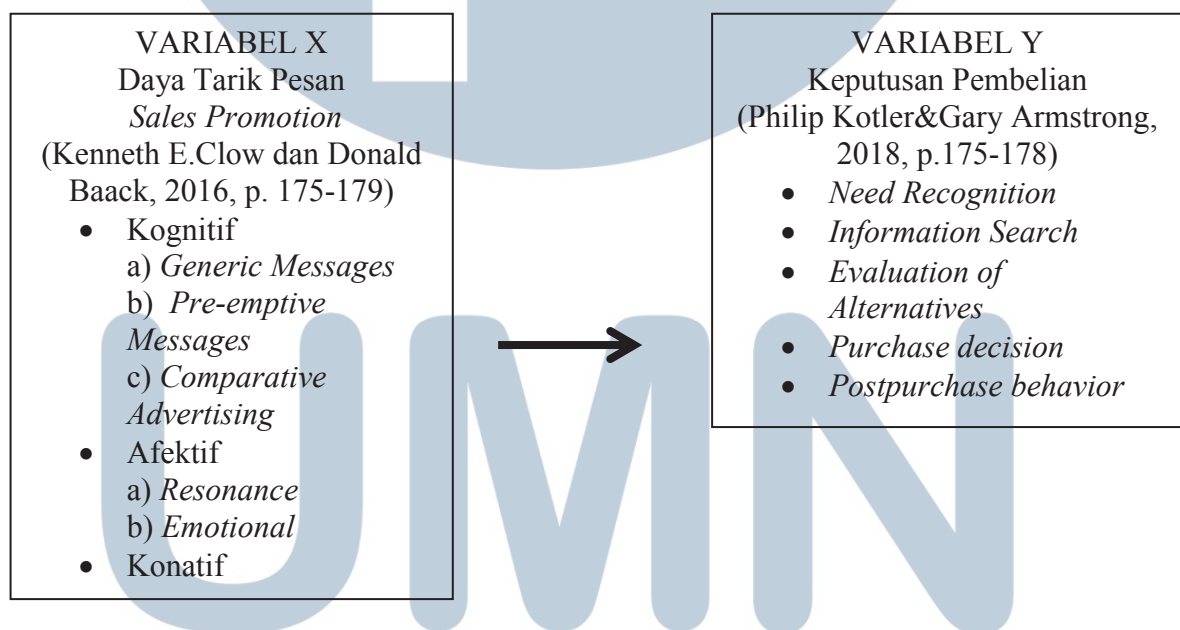 VARIABEL X
Daya Tarik Pesan
Sales Promotion
(Kenneth E.Clow dan Donald
Baack, 2016, p. 175-179)
• Kognitif
a) Generic Messages
b) Pre-emptive
Messages
c) Comparative
Advertising
• Afektif
a) Resonance
b) Emotional
• Konatif
VARIABEL Y
Keputusan Pembelian
(Philip Kotler&Gary Armstrong,
2018, p.175-178)
• Need Recognition
• Information Search
• Evaluation of
Alternatives
• Purchase decision
• Postpurchase behavior
UMN